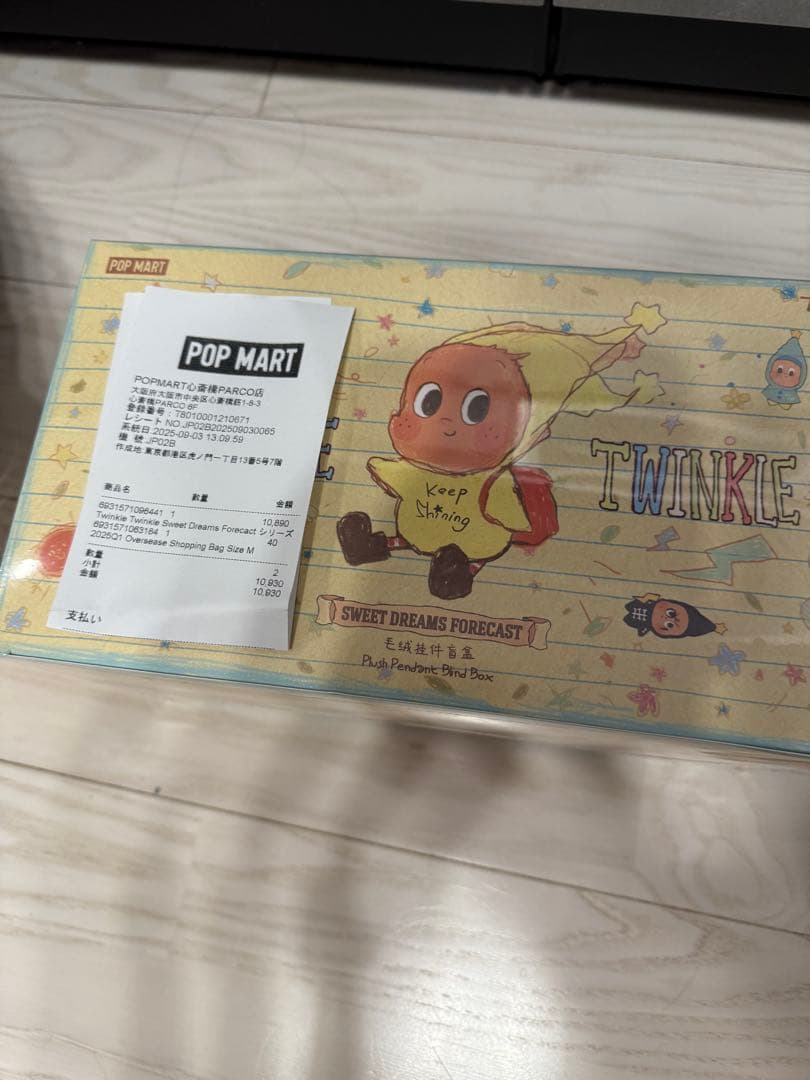 POP MART
POP MART
POPMART心斎橋PARCO店
大阪府大阪市中央区心斎橋筋1-8-3
心斎橋PARCO 6F
登録番号：T8010001210671
レシート NO.JP02B202509030065
系統日:2025-09-03 13:09:59
機 號:JP02B
作成地:東京都港区虎ノ門一丁目13番5号7階
商品名 数量 金額
6931571096441 1 10,890
Twinkle Twinkle Sweet Dreams Forecact シリーズ
6931571063184 1 40
2025Q1 Oversease Shopping Bag Size M
数量 2
小計 10,930
金額 10,930
支払い
Keep
Shining
TWINKLE
SWEET DREAMS FORECAST
毛绒挂件盲盒
Plush Pendant Blind Box